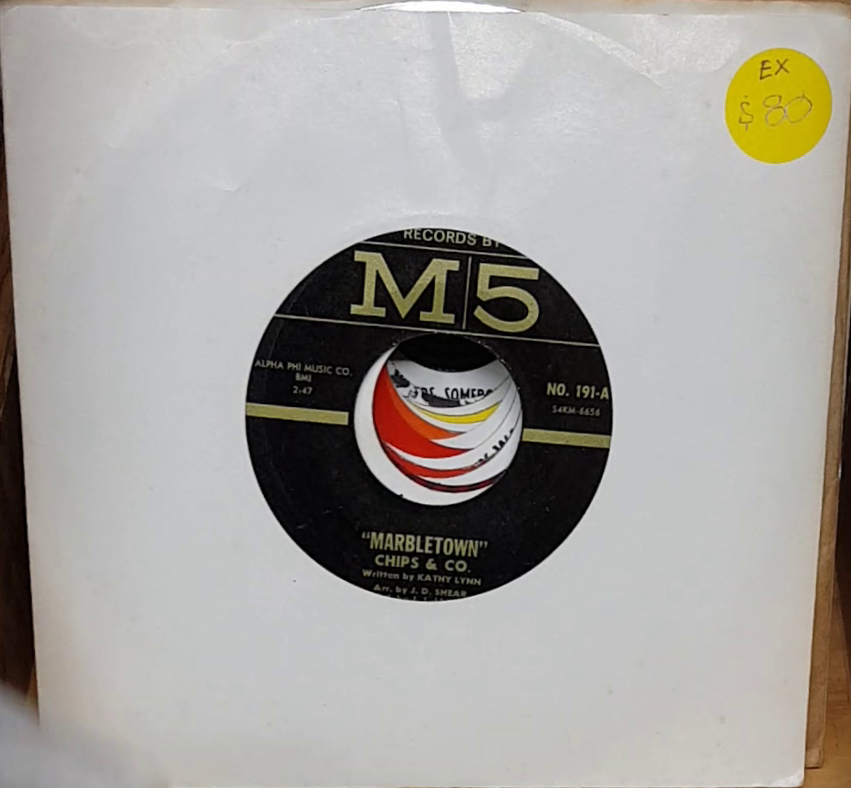 EX
$80
RECORDS BY
M5
ALPHA PHI MUSIC CO.
BMI
2:47
NO. 191-A
S4KM-6656
"MARBLETOWN"
CHIPS & CO.
Written by KATHY LYNN
Arr. by J. D. SHEAR